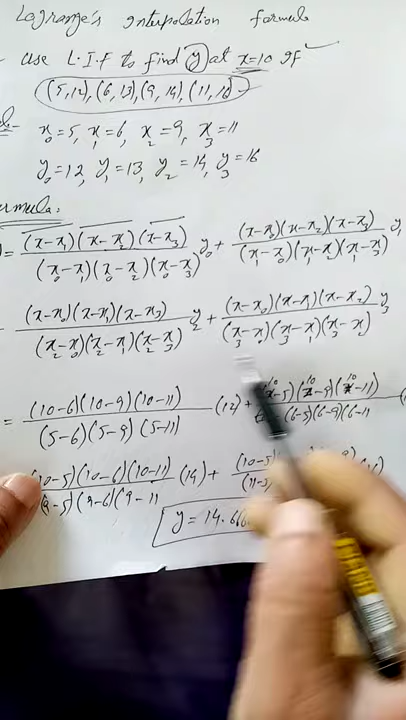 Lagrange's interpolation formula
use L.I.F to find y at x=10 if
(5,12), (6,13), (9,14), (11,16)
x₀=5, x₁=6, x₂=9, x₃=11
y₀=12, y₁=13, y₂=14, y₃=16
(x-x₁)(x-x₂)(x-x₃) / (x₀-x₁)(x₀-x₂)(x₀-x₃) y₀ + (x-x₀)(x-x₂)(x-x₃) / (x₁-x₀)(x₁-x₂)(x₁-x₃) y₁
(x-x₀)(x-x₁)(x-x₃) / (x₂-x₀)(x₂-x₁)(x₂-x₃) y₂ + (x-x₀)(x-x₁)(x-x₂) / (x₃-x₀)(x₃-x₁)(x₃-x₂) y₃
= (10-6)(10-9)(10-11) / (5-6)(5-9)(5-11) (12) + (10-5)(10-9)(10-11) / (6-5)(6-9)(6-11
(10-5)(10-6)(10-11) / (9-5)(9-6)(9-11 (14) + (10-5) / (11-5)
y = 14.66